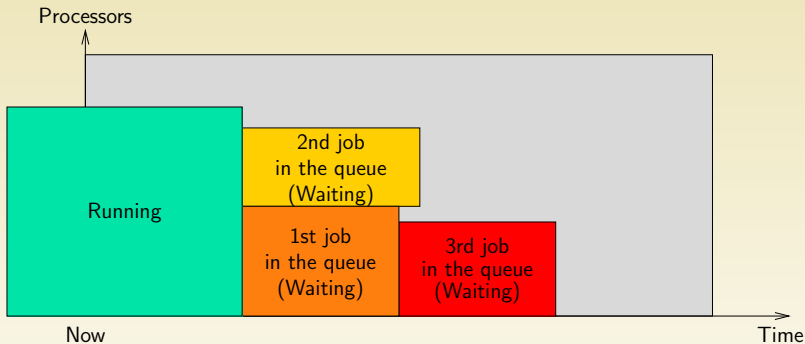 Processors
2nd job
in the queue
(Waiting)
Running
1st job
in the queue
(Waiting)
3rd job
in the queue
(Waiting)
Now
Time